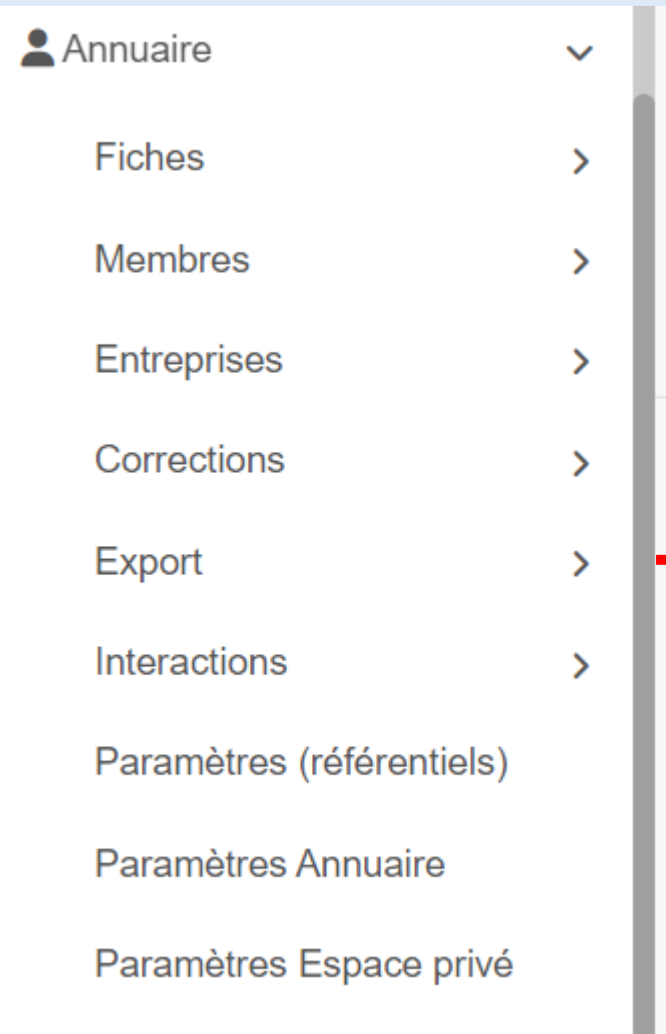 Annuaire
Fiches
Membres
Entreprises
Corrections
Export
Interactions
Paramètres (référentiels)
Paramètres Annuaire
Paramètres Espace privé